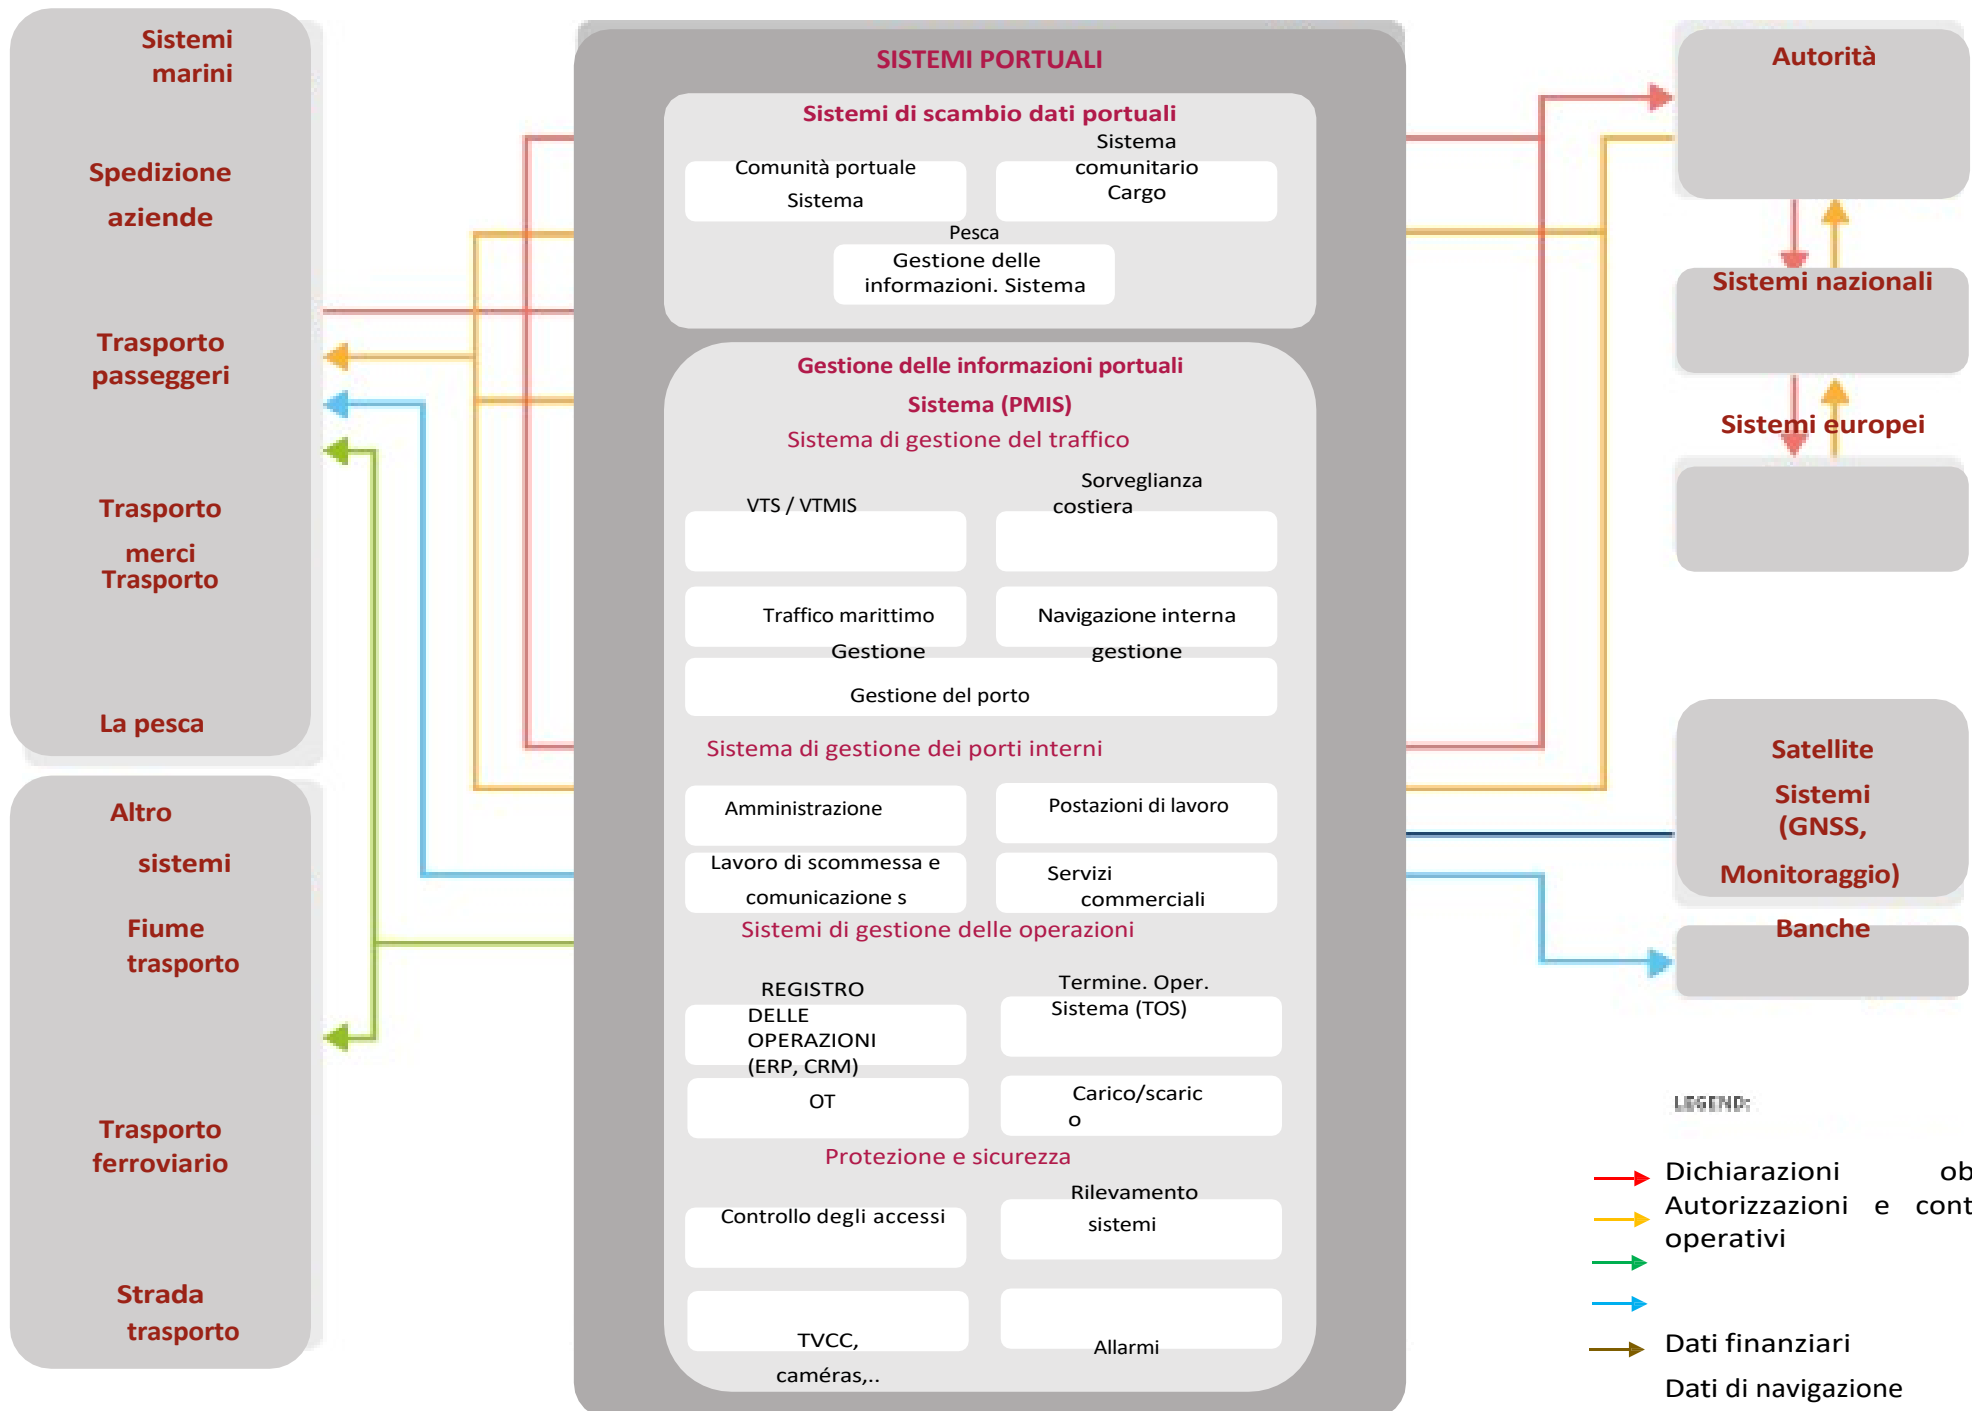 Sistemi
marini
Spedizione
aziende
Trasporto
passeggeri
Trasporto
merci
Trasporto
La pesca
Altro
sistemi
Fiume
trasporto
Trasporto
ferroviario
Strada
trasporto
SISTEMI PORTUALI
Sistemi di scambio dati portuali
Comunità portuale
Sistema
Sistema
comunitario
Cargo
Pesca
Gestione delle
informazioni. Sistema
Gestione delle informazioni portuali
Sistema (PMIS)
Sistema di gestione del traffico
VTS / VTMIS
Sorveglianza
costiera
Traffico marittimo
Gestione
Navigazione interna
gestione
Gestione del porto
Sistema di gestione dei porti interni
Amministrazione
Postazioni di lavoro
Lavoro di scommessa e
comunicazione s
Servizi
commerciali
Sistemi di gestione delle operazioni
REGISTRO
DELLE
OPERAZIONI
(ERP, CRM)
Termine. Oper.
Sistema (TOS)
OT
Carico/scaric
o
Protezione e sicurezza
Controllo degli accessi
Rilevamento
sistemi
TVCC,
caméras,..
Allarmi
Autorità
Sistemi nazionali
Sistemi europei
Satellite
Sistemi
(GNSS,
Monitoraggio)
Banche
LEGEND:
Dichiarazioni ob
Autorizzazioni e cont
operativi
Dati finanziari
Dati di navigazione